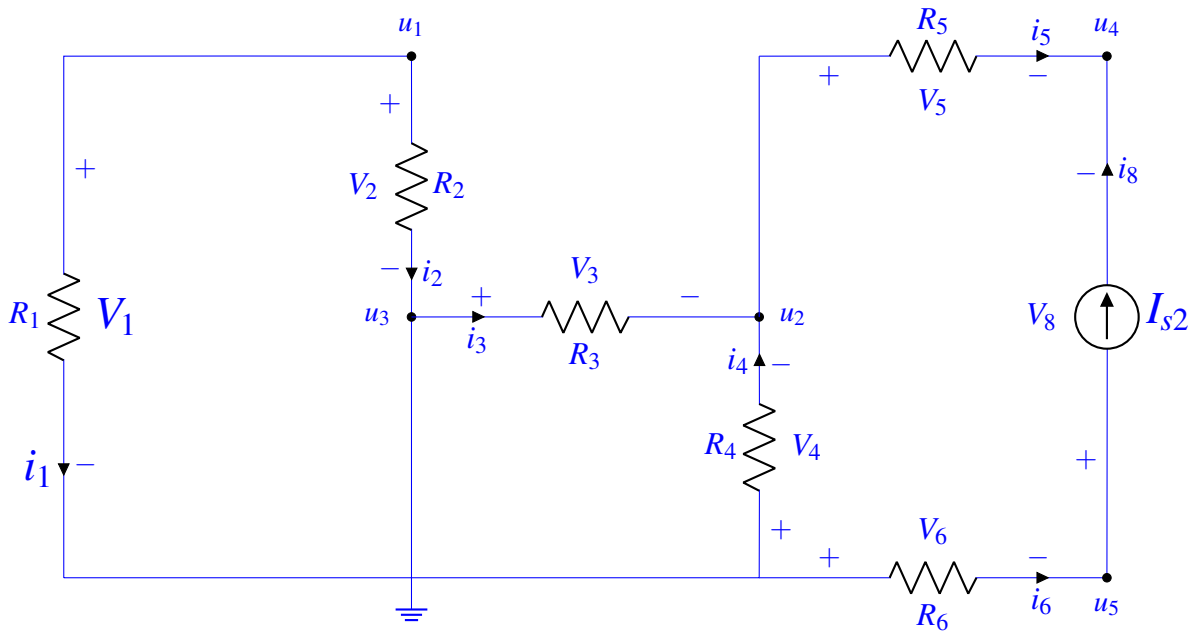 u1
R5
i5
u4
+
−
+
V5
+
V2
R2
−
i8
−
i2
V3
R1
V1
u3
+
−
u2
V8
Is2
i3
R3
i4
−
R4
V4
i1
−
+
+
V6
+
−
R6
i6
u5